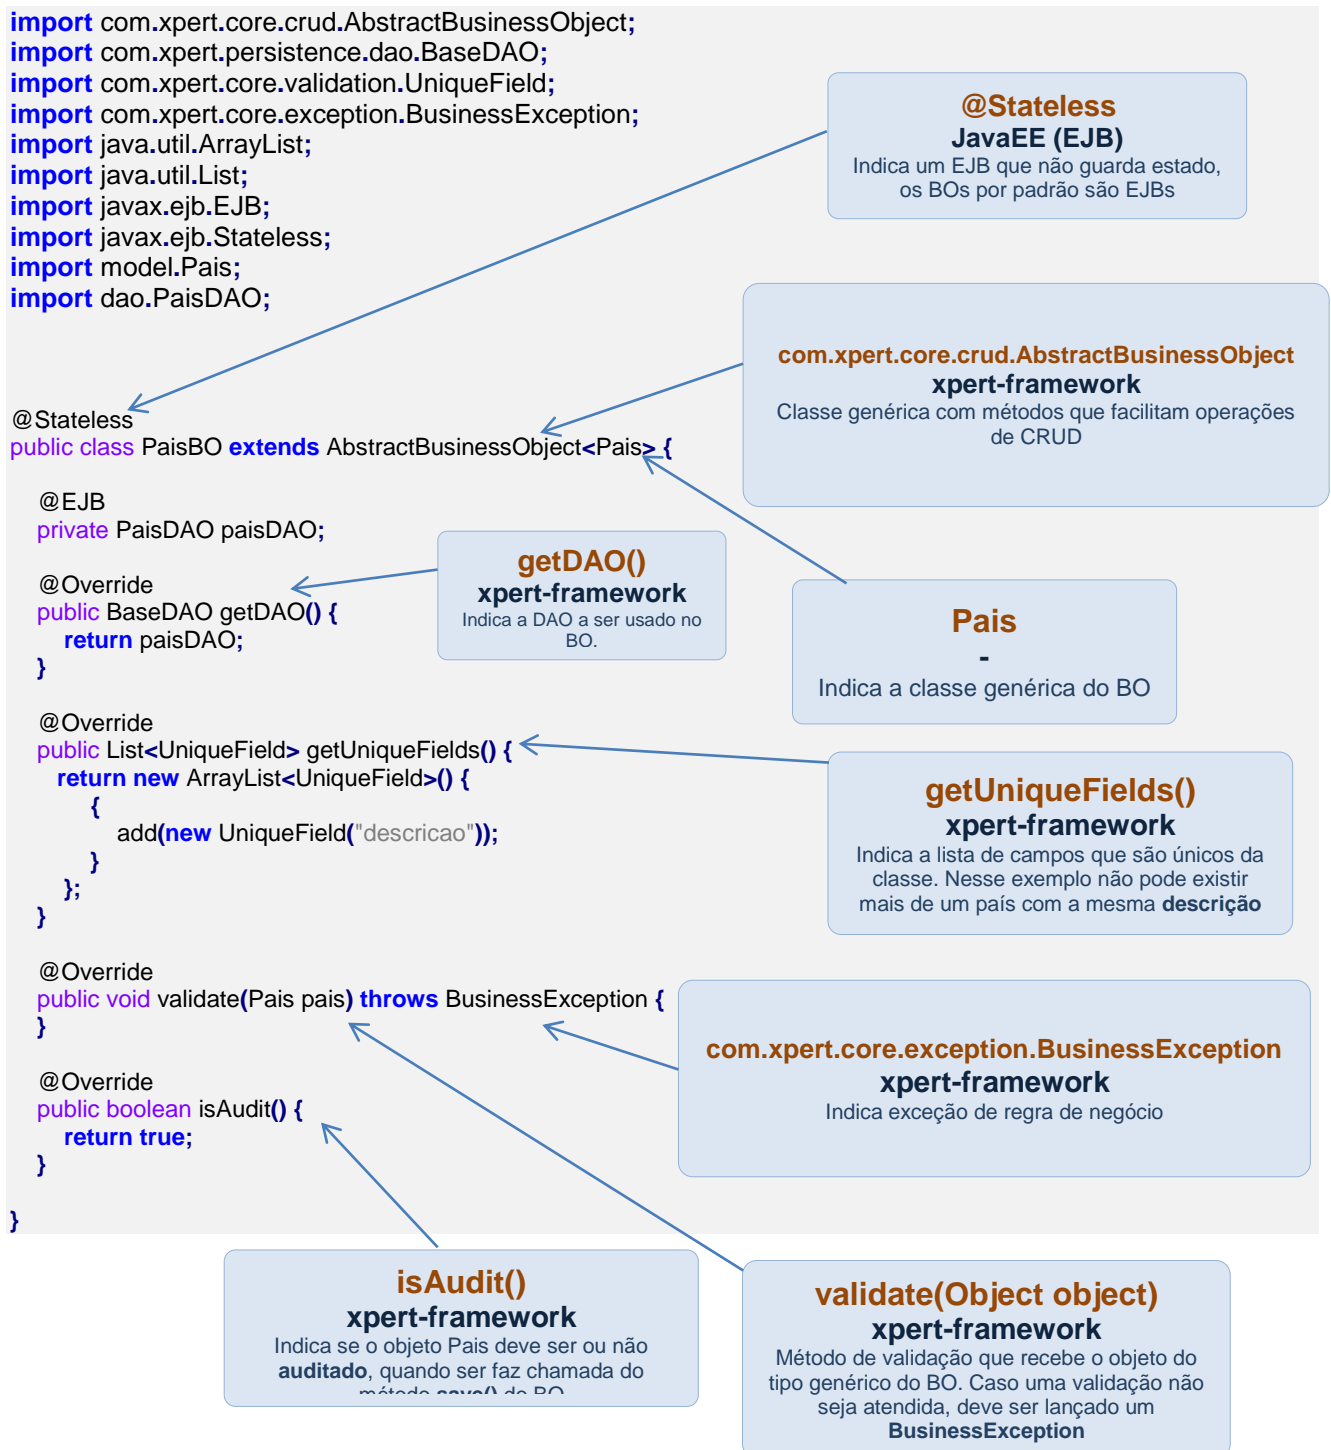 import com.xpert.core.crud.AbstractBusinessObject;
import com.xpert.persistence.dao.BaseDAO;
import com.xpert.core.validation.UniqueField;
import com.xpert.core.exception.BusinessException;
import java.util.ArrayList;
import java.util.List;
import javax.ejb.EJB;
import javax.ejb.Stateless;
import model.Pais;
import dao.PaisDAO;
@Stateless
JavaEE (EJB)
Indica um EJB que não guarda estado,
os BOs por padrão são EJBs
com.xpert.core.crud.AbstractBusinessObject
xpert-framework
Classe genérica com métodos que facilitam operações
de CRUD
@Stateless
public class PaisBO extends AbstractBusinessObject<Pais> {
@EJB
private PaisDAO paisDAO;
@Override
public BaseDAO getDAO() {
return paisDAO;
}
getDAO()
xpert-framework
Indica a DAO a ser usado no
BO.
Pais
-
Indica a classe genérica do BO
@Override
public List<UniqueField> getUniqueFields() {
return new ArrayList<UniqueField>() {
{
add(new UniqueField("descricao"));
}
};
}
getUniqueFields()
xpert-framework
Indica a lista de campos que são únicos da
classe. Nesse exemplo não pode existir
mais de um país com a mesma descrição
@Override
public void validate(Pais pais) throws BusinessException {
}
com.xpert.core.exception.BusinessException
xpert-framework
Indica exceção de regra de negócio
@Override
public boolean isAudit() {
return true;
}
}
isAudit()
xpert-framework
Indica se o objeto Pais deve ser ou não
auditado, quando ser faz chamada do
método save() do BO
validate(Object object)
xpert-framework
Método de validação que recebe o objeto do
tipo genérico do BO. Caso uma validação não
seja atendida, deve ser lançado um
BusinessException